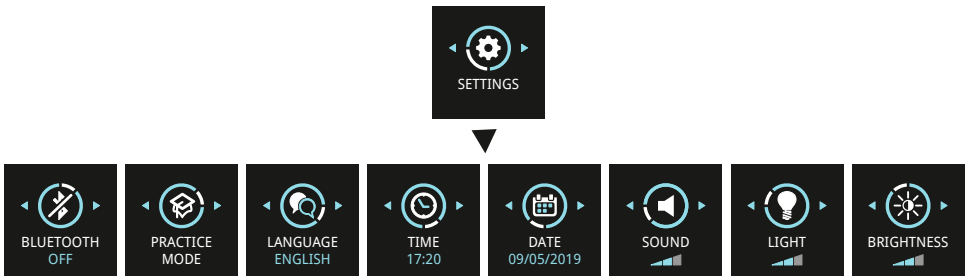 SETTINGS
BLUETOOTH
OFF
PRACTICE
MODE
LANGUAGE
ENGLISH
TIME
17:20
DATE
09/05/2019
SOUND
LIGHT
BRIGHTNESS